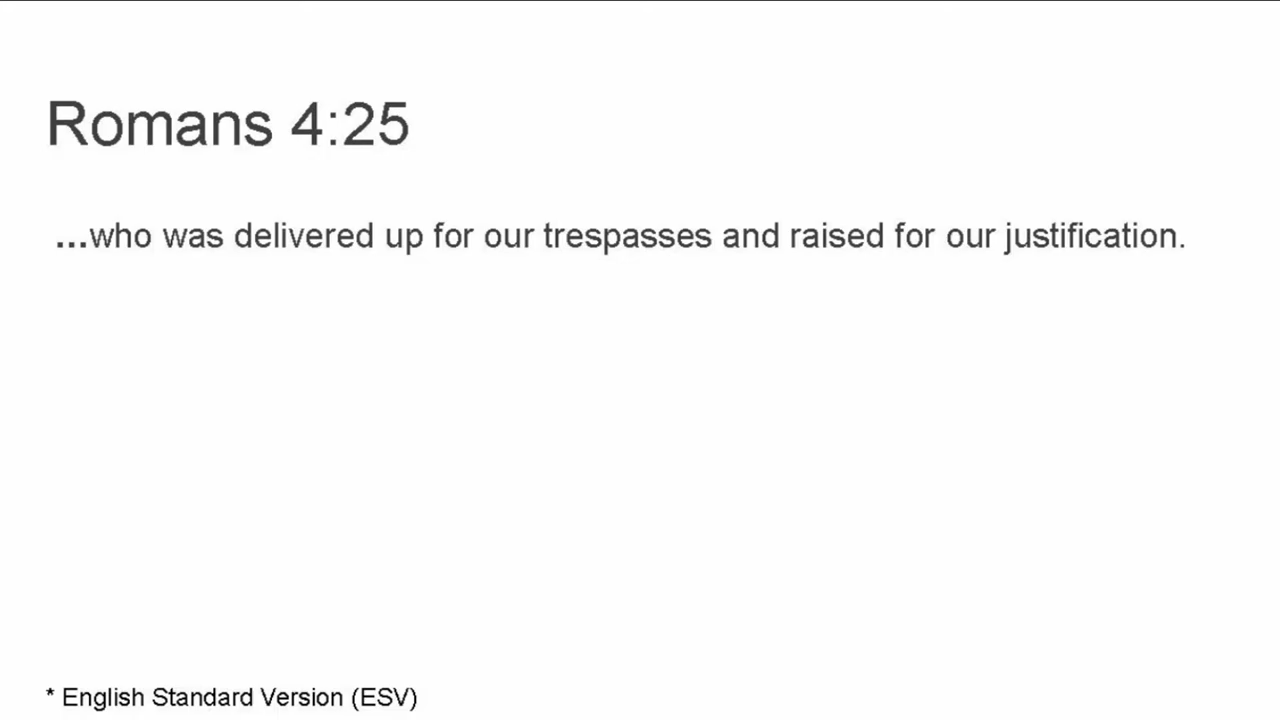 Romans 4:25
...who was delivered up for our trespasses and raised for our justification.
* English Standard Version (ESV)